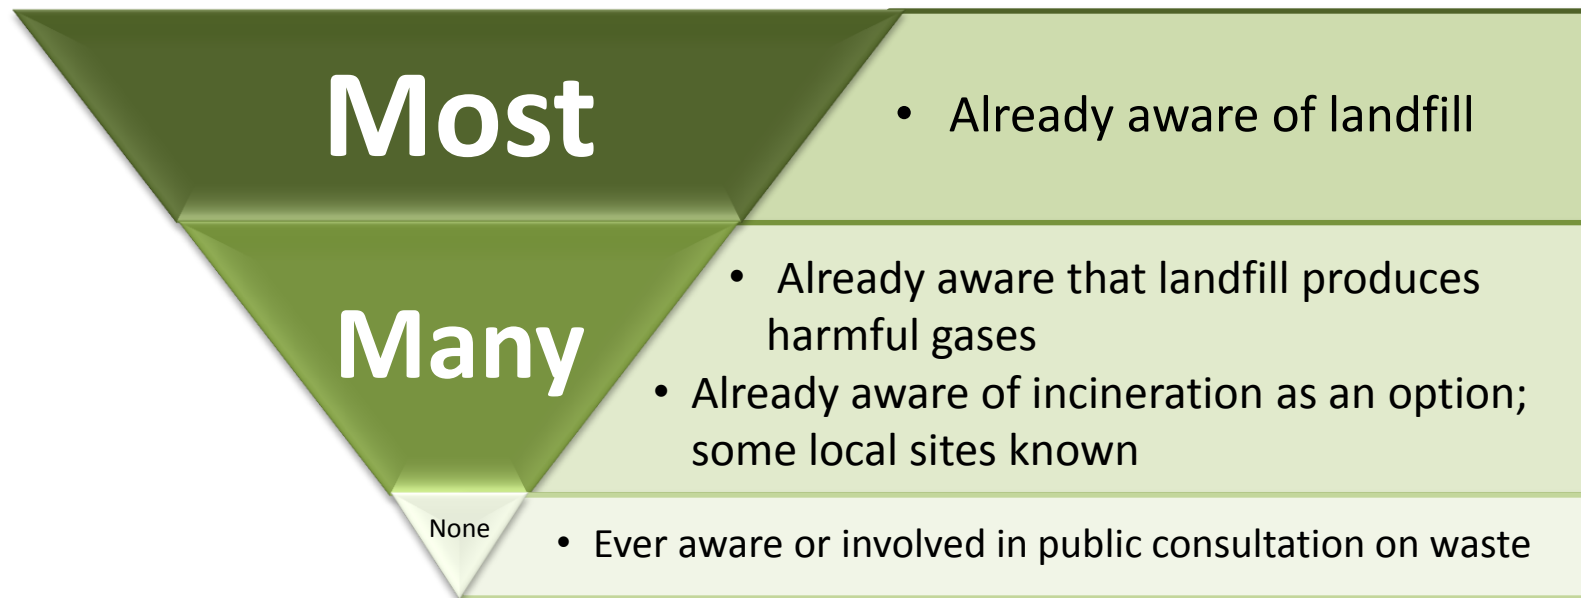 Most
• Already aware of landfill
Many
• Already aware that landfill produces
harmful gases
• Already aware of incineration as an option;
some local sites known
None
• Ever aware or involved in public consultation on waste